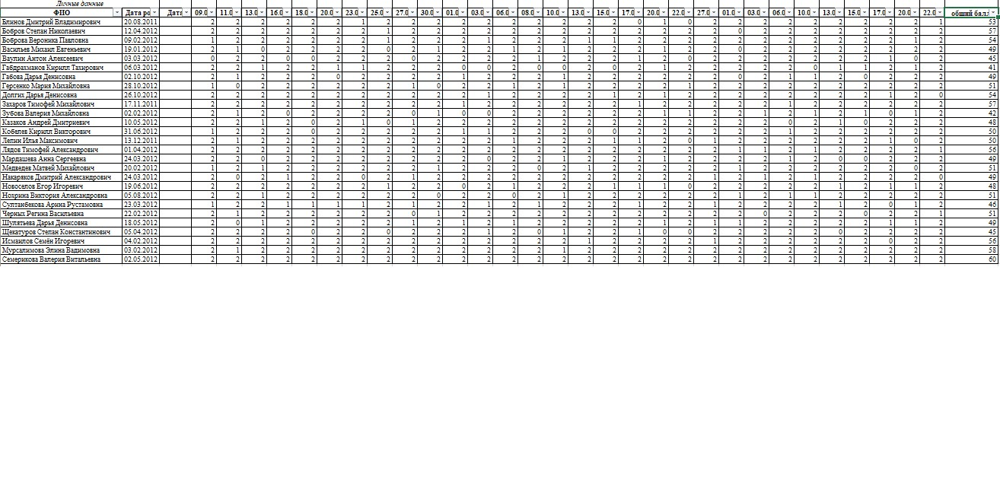 Личные данные
ФИО Дата ро Дата 09.0 11.0 13.0 16.0 18.0 20.0 23.0 25.0 27.0 30.0 01.0 03.0 06.0 08.0 10.0 13.0 15.0 17.0 20.0 22.0 27.0 01.0 03.0 06.0 10.0 13.0 15.0 17.0 20.0 22.0 общий балл
Блинов Дмитрий Владимирович 20.08.2011 2 2 2 2 2 2 1 2 2 2 2 2 2 2 2 2 2 0 1 0 2 2 2 2 2 2 2 2 2 1 53
Бобров Степан Николаевич 12.04.2012 2 2 2 2 2 2 2 1 2 2 2 2 2 2 2 2 2 2 2 2 2 0 2 2 2 2 2 2 2 2 57
Боброва Вероника Павловна 09.02.2012 1 2 2 2 2 2 2 1 2 2 2 1 2 2 2 1 1 2 2 2 2 2 2 2 2 2 2 2 1 2 54
Васильев Михаил Евгеньевич 19.01.2012 2 1 0 2 2 2 2 0 2 1 2 2 1 2 1 2 2 2 1 2 2 0 2 2 2 2 2 2 2 2 49
Ваулин Антон Алексеевич 03.03.2012 0 2 2 0 0 2 2 2 0 2 2 2 2 1 2 2 2 1 2 0 2 2 2 2 2 2 2 1 0 2 45
Габдрахманов Кирилл Тахирович 06.03.2012 2 2 1 2 2 1 1 2 2 2 0 0 2 0 0 2 0 2 1 2 2 2 2 2 0 1 1 2 1 2 41
Габова Дарья Денисовна 02.10.2012 2 1 2 2 0 2 2 2 2 2 1 2 2 2 1 2 2 2 2 2 2 0 2 1 1 2 0 2 2 2 49
Герсенко Мария Михайловна 28.10.2012 1 0 2 2 2 2 2 2 1 0 2 2 1 2 1 2 2 2 2 1 2 2 2 2 2 2 2 2 2 2 51
Долгих Дарья Денисовна 26.10.2012 2 2 2 2 2 2 2 2 2 2 2 1 2 2 2 2 1 2 1 2 2 2 2 2 2 2 2 1 2 0 54
Захаров Тимофей Михайлович 17.11.2011 2 2 2 2 2 2 2 2 2 2 1 2 2 2 2 2 2 1 2 2 2 2 2 1 2 2 2 2 2 2 57
Зубова Валерия Михайловна 02.02.2012 2 1 2 0 2 2 2 2 0 1 0 0 2 2 2 2 2 2 1 1 2 2 1 2 1 2 1 0 1 2 42
Казаков Андрей Дмитриевич 10.05.2012 2 2 1 2 0 2 1 0 1 2 2 2 2 2 2 2 2 2 2 2 2 2 2 0 2 1 0 2 2 2 48
Кобелев Кирилл Викторович 31.06.2012 1 2 2 2 0 2 2 2 2 2 1 1 2 2 2 0 0 2 2 2 2 2 2 1 2 2 2 2 2 2 50
Лепин Илья Максимович 13.12.2011 2 1 2 2 2 2 2 2 2 2 2 2 1 2 2 2 1 1 2 0 1 2 2 2 2 2 2 1 0 2 50
Лядов Тимофей Александрович 01.04.2012 2 2 2 2 2 2 2 2 2 2 2 2 2 2 2 2 2 2 2 2 2 1 1 2 1 2 2 2 2 1 56
Мардашева Анна Сергеевна 24.03.2012 2 2 0 2 2 2 2 2 2 2 2 0 2 2 1 2 2 2 1 2 2 2 2 1 2 0 0 2 2 2 49
Медведев Матвей Михайлович 20.02.2012 1 2 1 2 2 2 2 2 2 1 2 2 2 0 2 1 2 2 2 2 2 1 2 2 2 2 2 2 0 2 51
Накаряков Дмитрий Александрович 24.03.2012 2 0 2 1 2 2 0 2 1 2 2 2 2 2 2 2 2 2 2 2 1 2 1 2 1 2 2 2 2 0 49
Новоселов Егор Игоревич 19.06.2012 2 2 2 2 2 2 2 1 2 2 0 2 1 2 2 2 1 1 1 0 2 2 2 2 2 1 2 1 1 2 48
Нохрина Виктория Александровна 05.08.2012 2 2 1 2 2 2 2 2 2 0 2 2 0 2 1 2 2 2 2 2 2 1 2 1 1 2 2 2 2 2 51
Султанбекова Арина Рустамовна 23.03.2012 1 2 2 1 1 1 1 2 1 2 2 1 2 1 2 2 2 1 2 2 1 2 2 2 2 1 2 0 1 2 46
Черных Регина Васильевна 22.02.2012 2 1 2 2 2 2 2 2 0 1 2 2 2 2 2 2 2 2 2 2 2 2 0 2 2 2 0 2 2 1 51
Шулятьева Дарья Денисовна 18.05.2012 2 0 1 2 2 2 2 2 1 2 1 2 1 2 2 2 2 2 1 2 1 1 2 2 2 2 2 1 1 2 49
Щекатуров Степан Константинович 05.04.2012 2 2 2 2 0 2 2 0 2 2 2 1 2 0 1 2 2 1 0 0 2 2 2 2 2 0 2 2 2 2 45
Исмаилов Семён Игоревич 04.02.2012 2 2 2 2 2 2 2 2 2 2 2 2 2 2 2 1 2 2 2 2 1 2 2 2 2 2 2 0 2 2 56
Мурсалимова Элина Вадимовна 03.02.2012 2 1 2 2 2 2 2 2 2 2 2 2 2 2 1 2 2 2 2 2 2 2 2 2 2 2 2 2 2 2 58
Семерикова Валерия Витальевна 02.05.2012 2 2 2 2 2 2 2 2 2 2 2 2 2 2 2 2 2 2 2 2 2 2 2 2 2 2 2 2 2 2 60